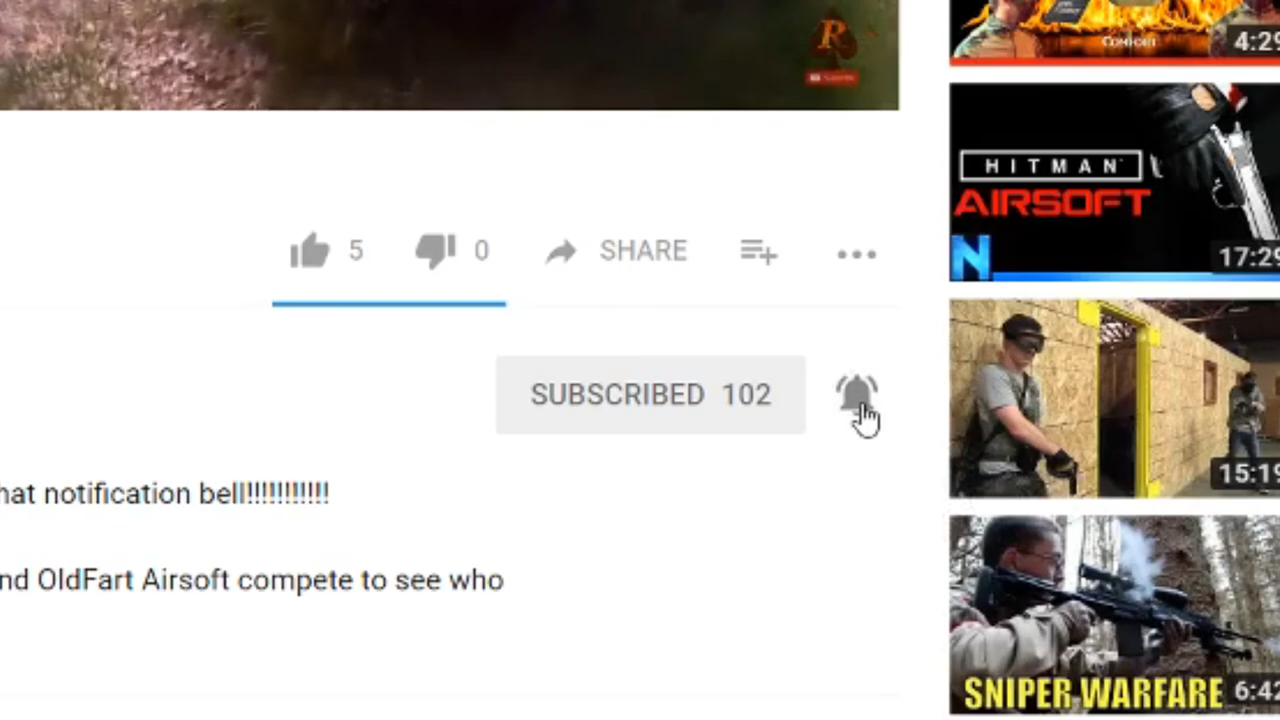 R
Comfort
4:29
HITMAN
AIRSOFT
N
17:29
5
0
SHARE
SUBSCRIBED 102
hat notification bell!!!!!!!!!!!
nd OldFart Airsoft compete to see who
15:19
SNIPER WARFARE
6:42